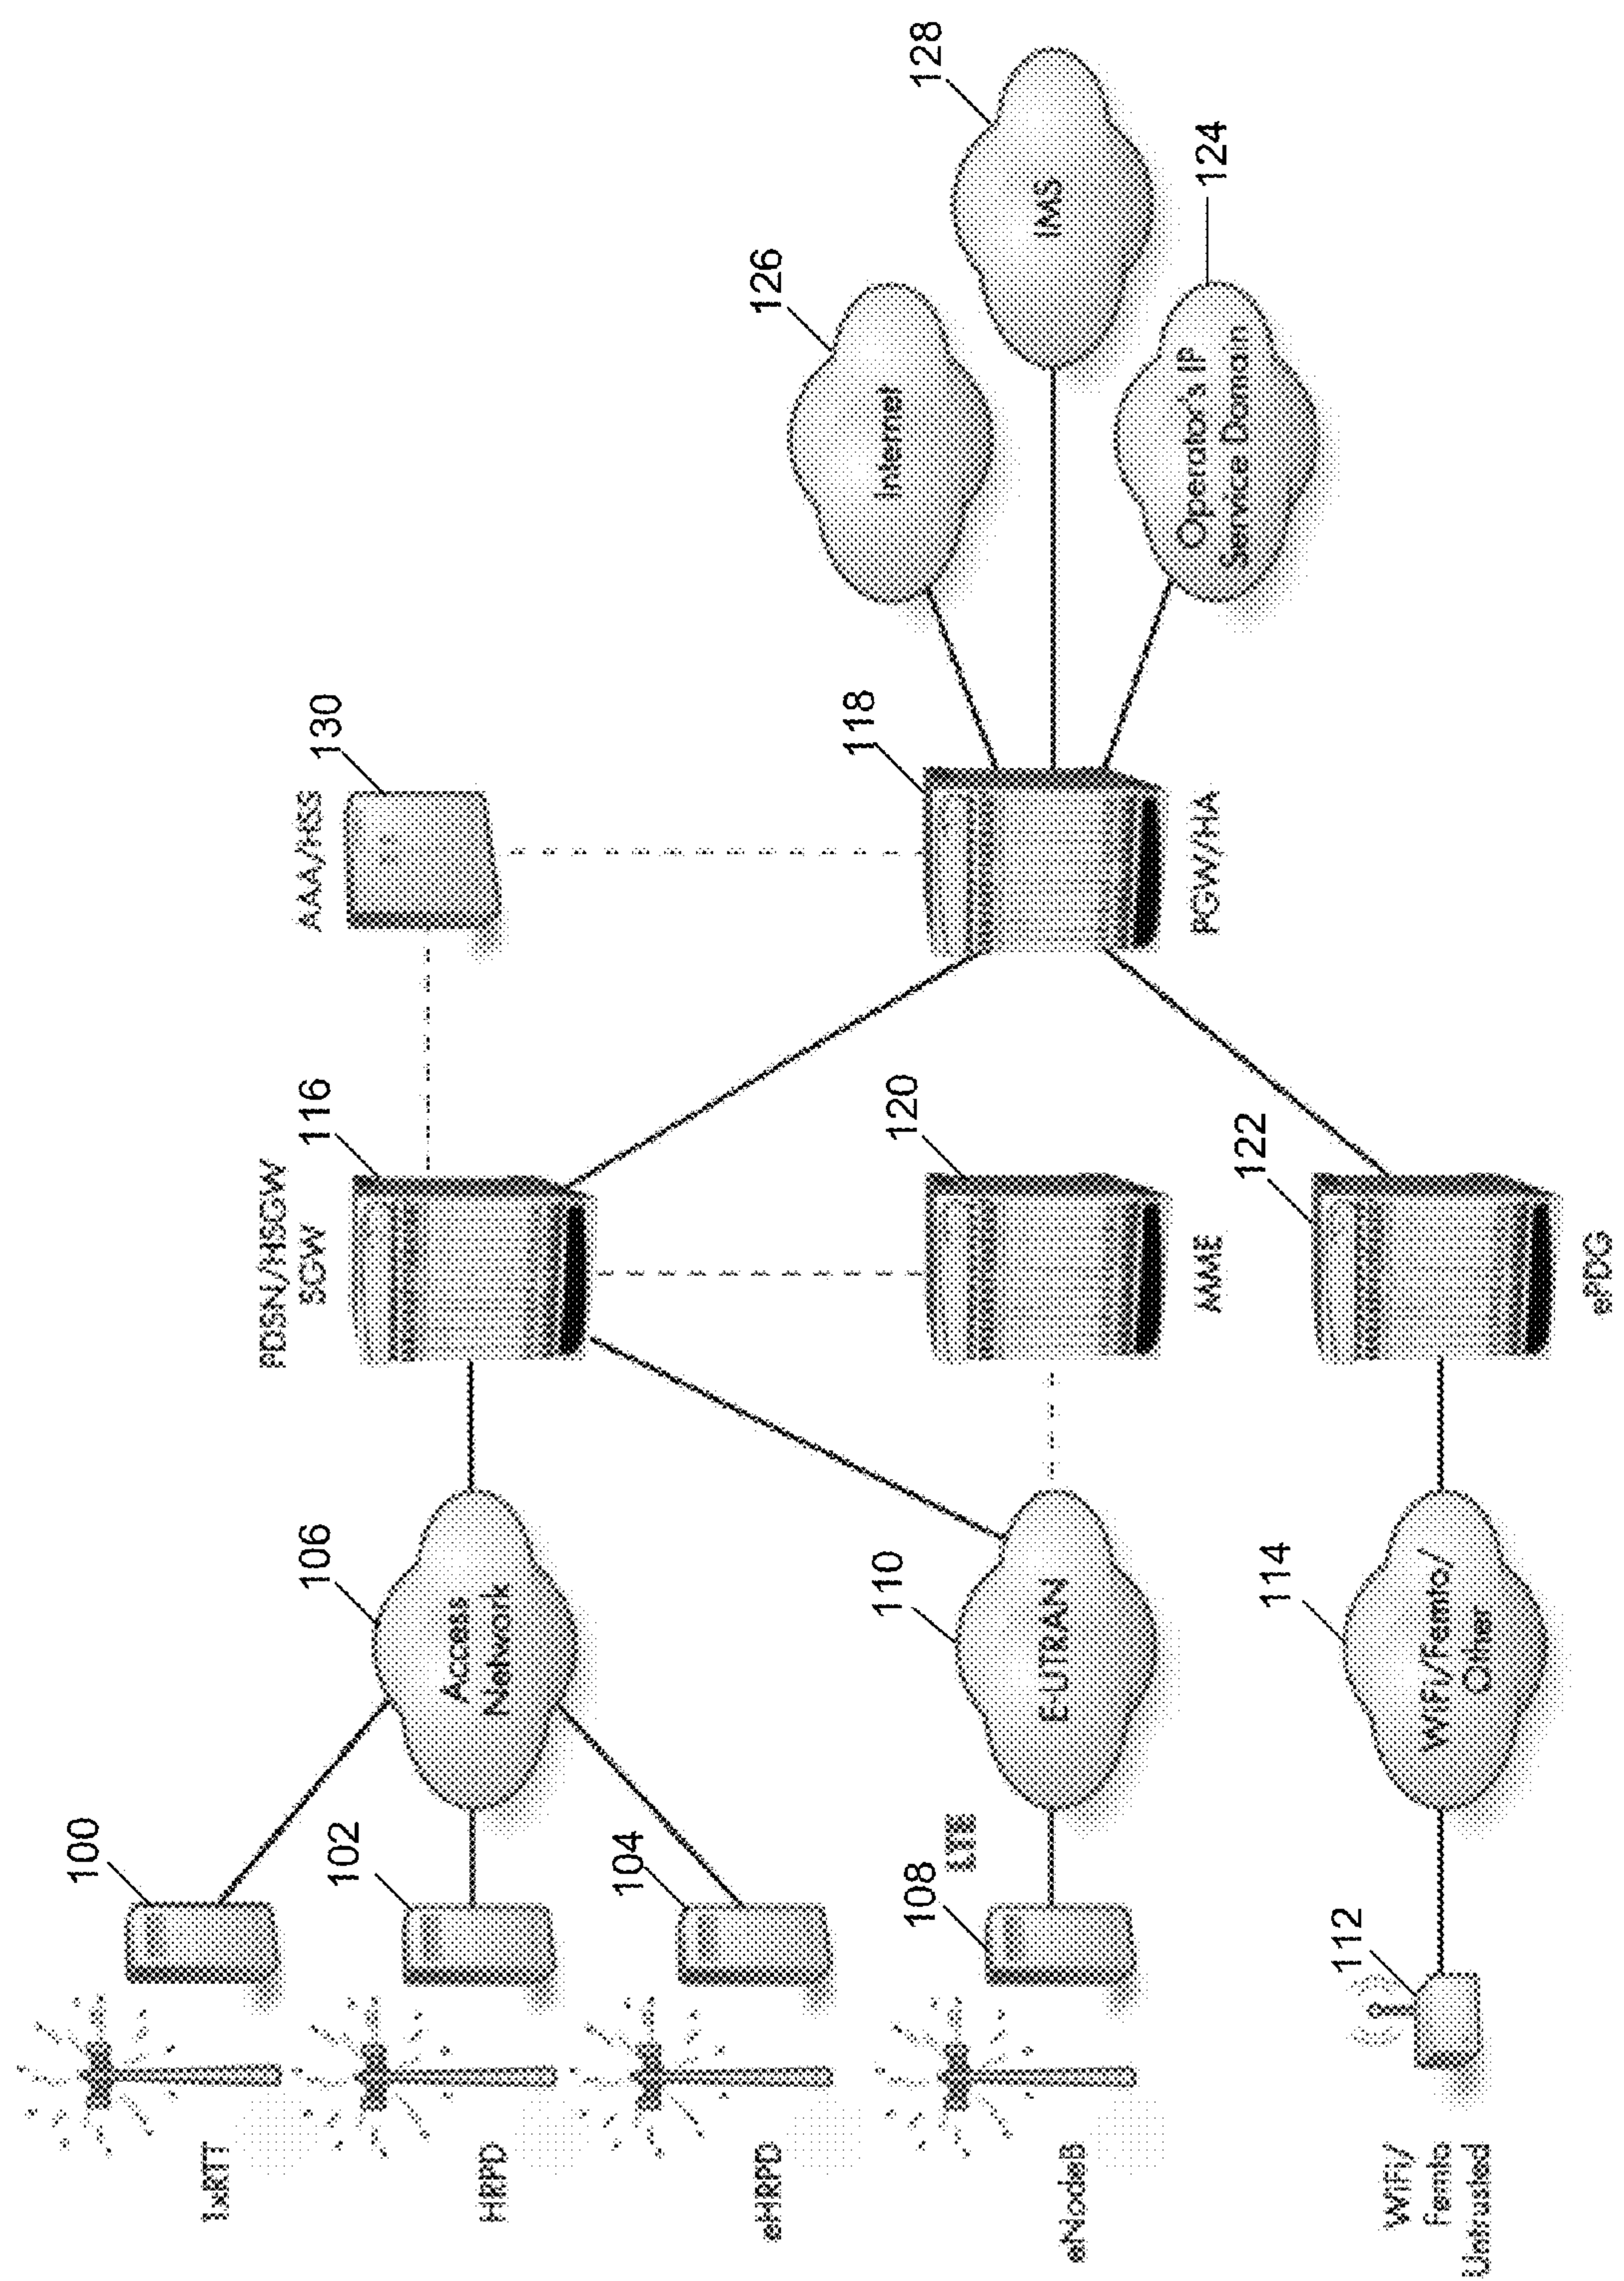 1xRTT
100
HRPD
102
eHRPD
104
eNodeB
108
LTE
WiFi/
Femto
Untrusted
112
Access
Network
106
E-UTRAN
110
WiFi/Femto/
Other
114
PDSN/HSGW
SGW
116
MME
120
ePDG
122
AAA/HSS
130
PGW/HA
118
Internet
126
IMS
128
Operator's IP
Service Domain
124